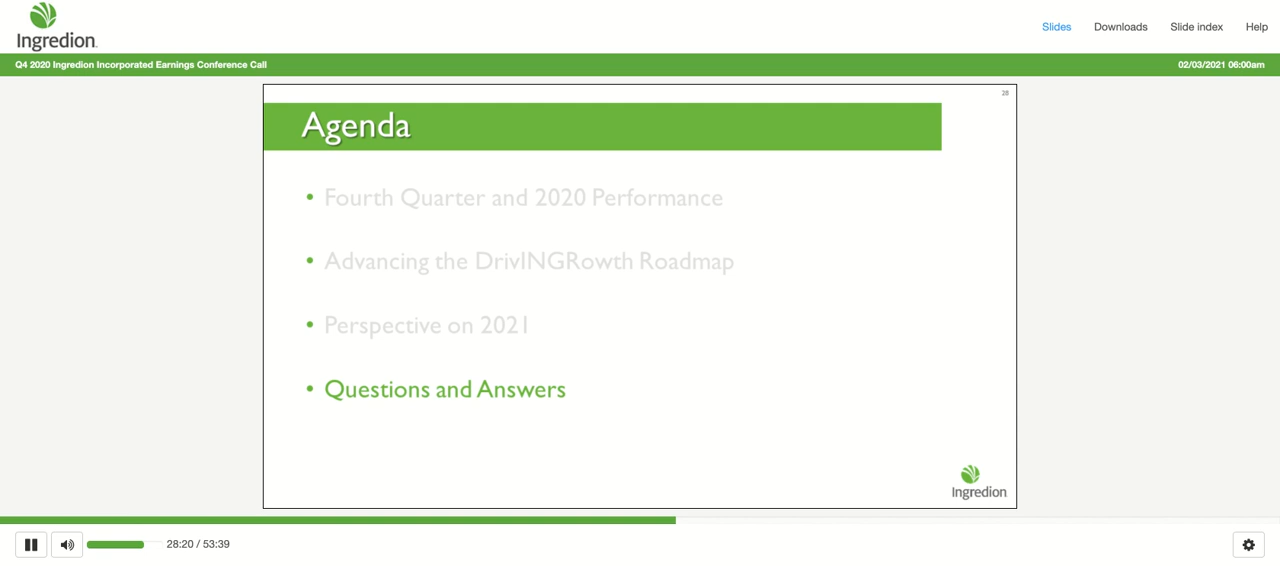 Ingredion
Slides
Downloads
Slide index
Help
Q4 2020 Ingredion Incorporated Earnings Conference Call
02/03/2021 06:00am
28
Agenda
• Fourth Quarter and 2020 Performance
• Advancing the DrivINGRowth Roadmap
• Perspective on 2021
• Questions and Answers
Ingredion
28:20 / 53:39